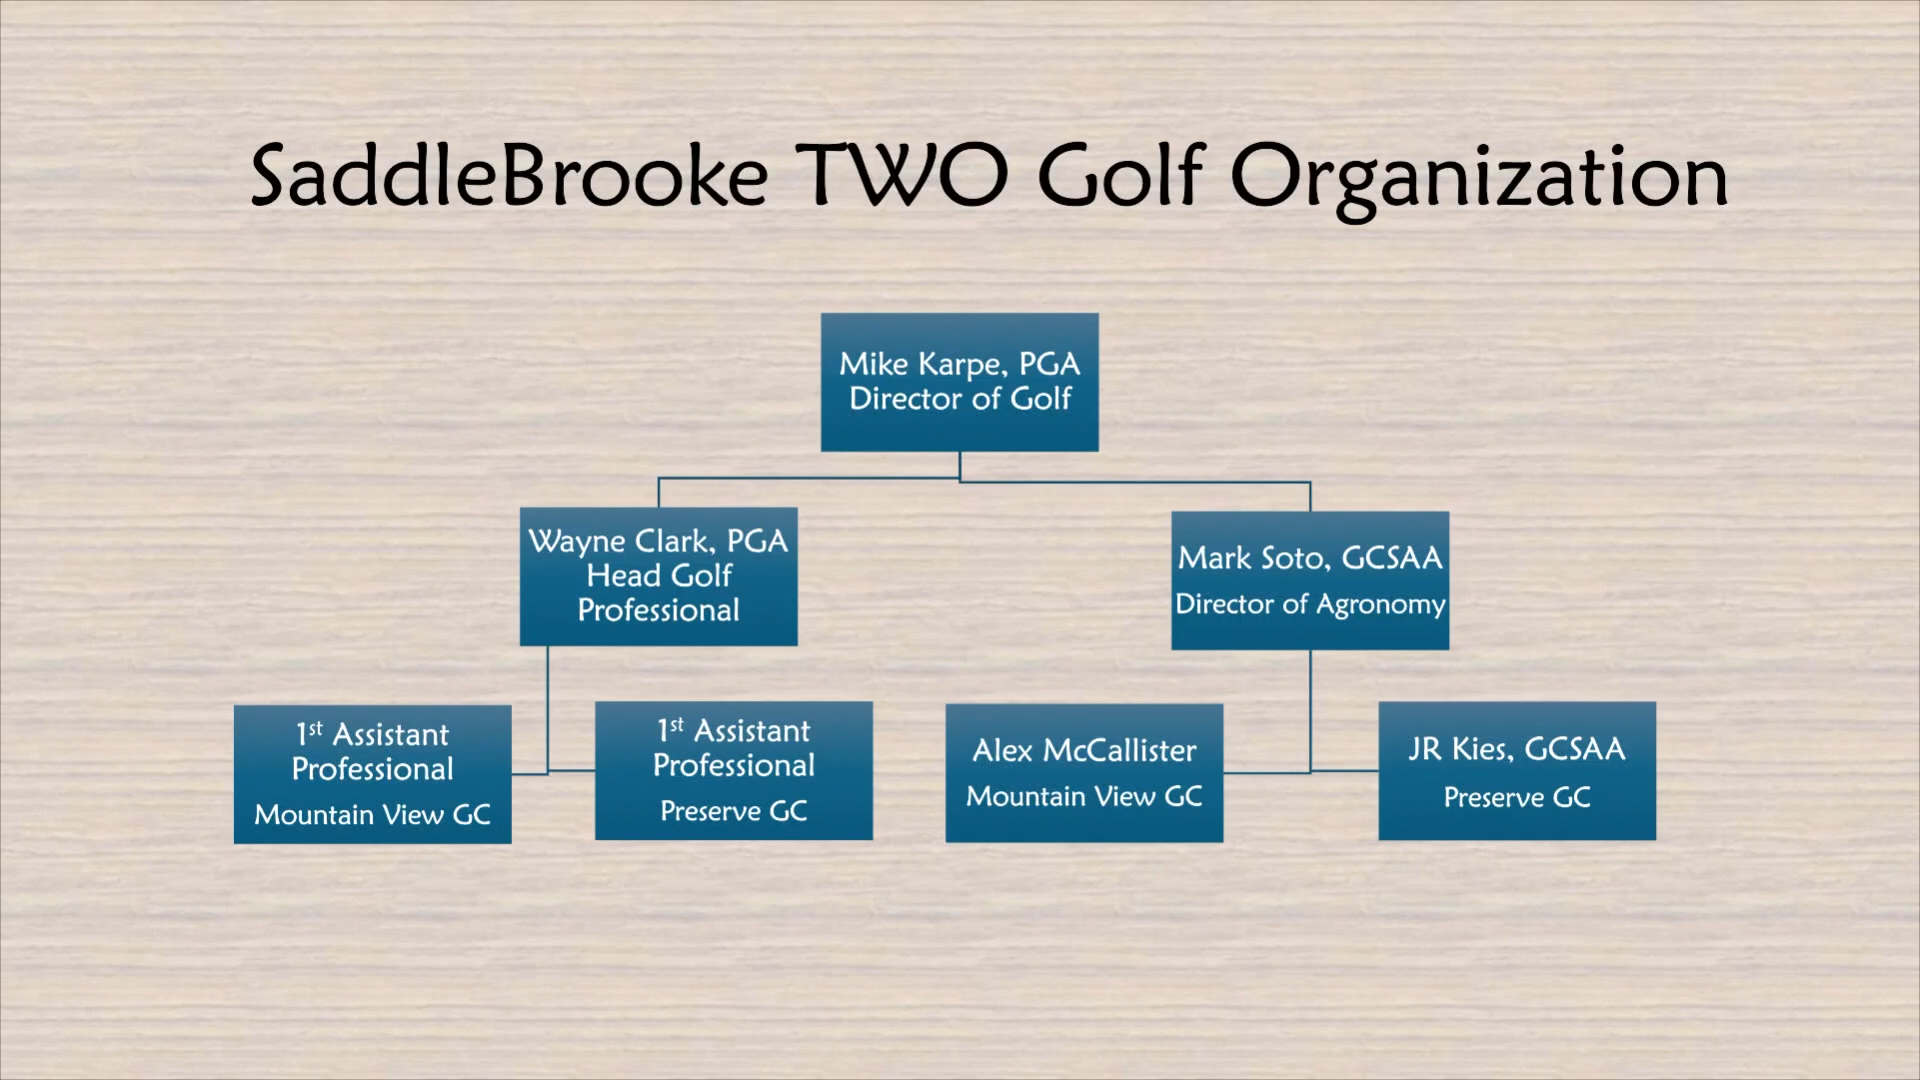 SaddleBrooke TWO Golf Organization
Mike Karpe, PGA
Director of Golf
Wayne Clark, PGA
Head Golf
Professional
Mark Soto, GCSAA
Director of Agronomy
1st Assistant
Professional
Mountain View GC
1st Assistant
Professional
Preserve GC
Alex McCallister
Mountain View GC
JR Kies, GCSAA
Preserve GC